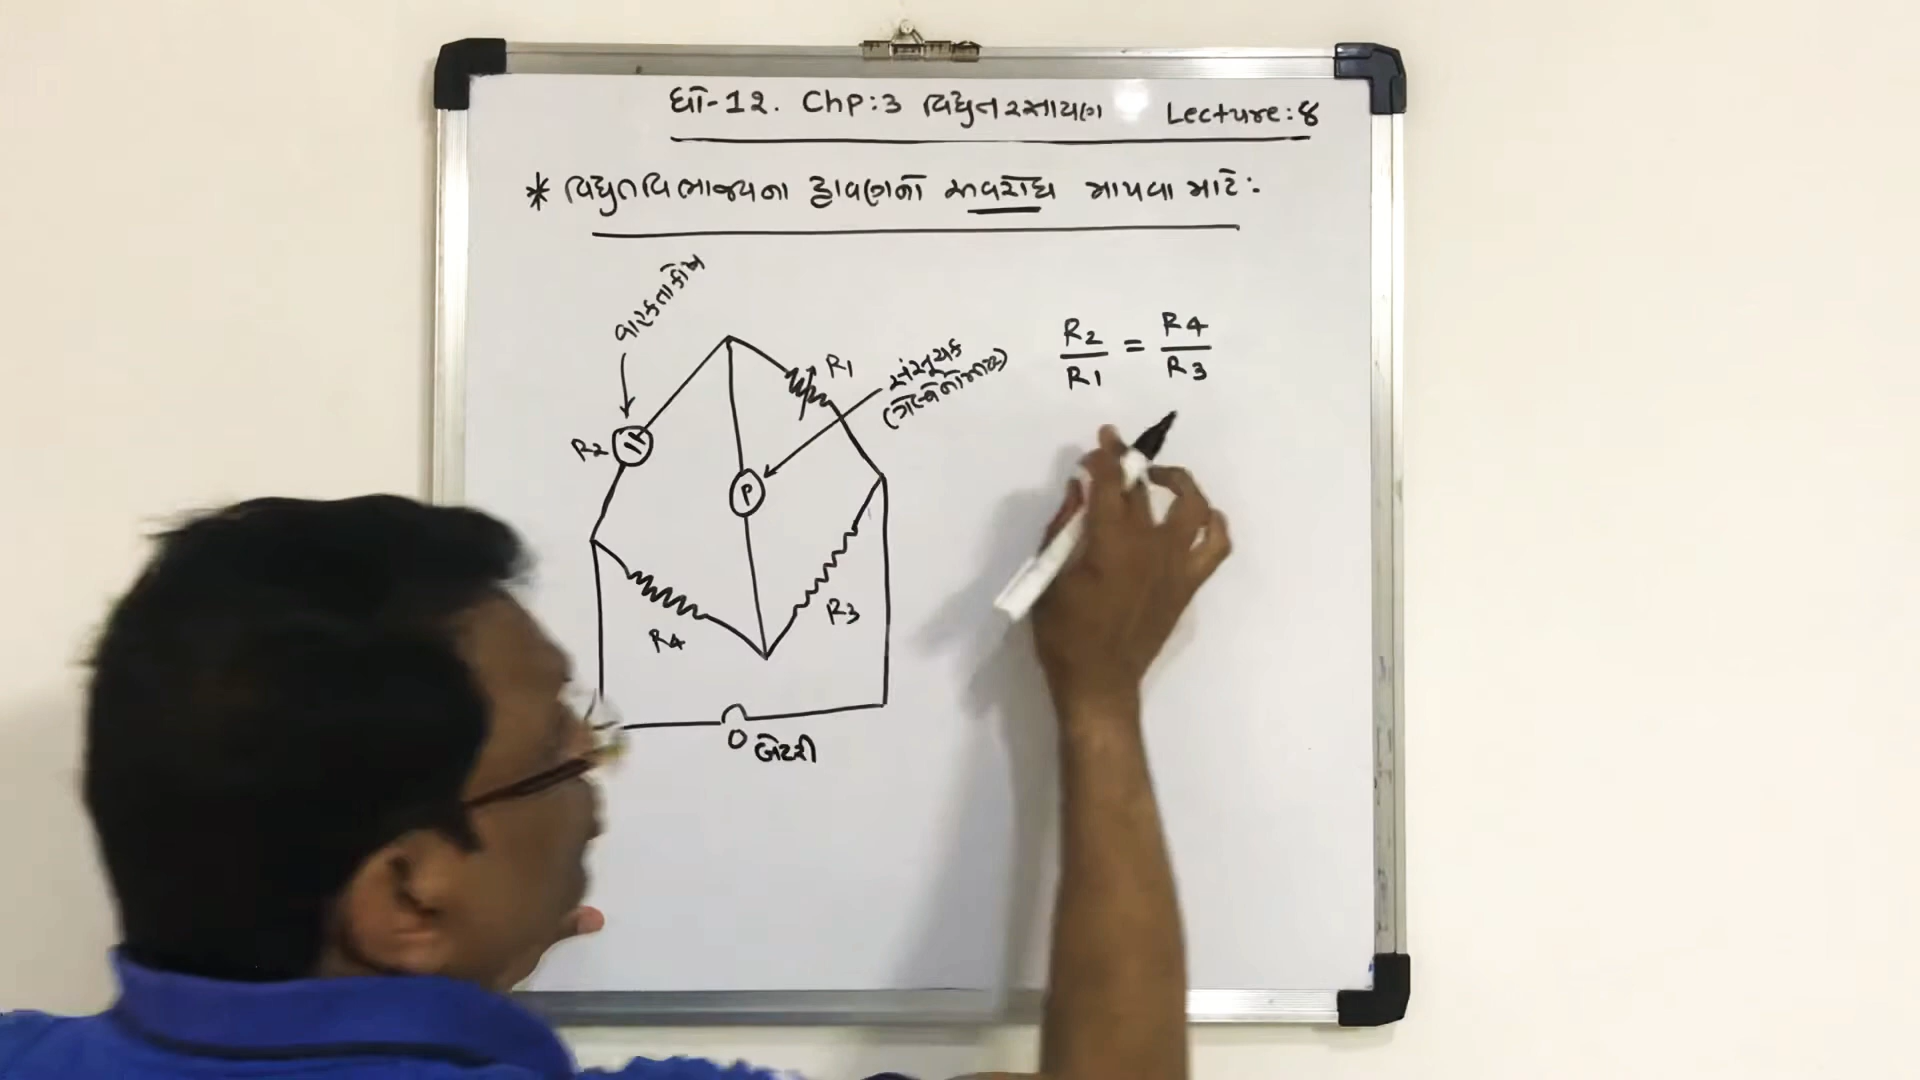 ધો-12. Chp:3 વિદ્યુતરસાયણ Lecture:8
* વિદ્યુતવિભાજ્યના દ્રાવણનો અવરોધ માપવા માટે:
વાહકતાકોષ
R1
R2
P
સંસૂચક
(ગેલ્વેનોમીટર)
R2/R1 = R4/R3
R3
R4
બેટરી